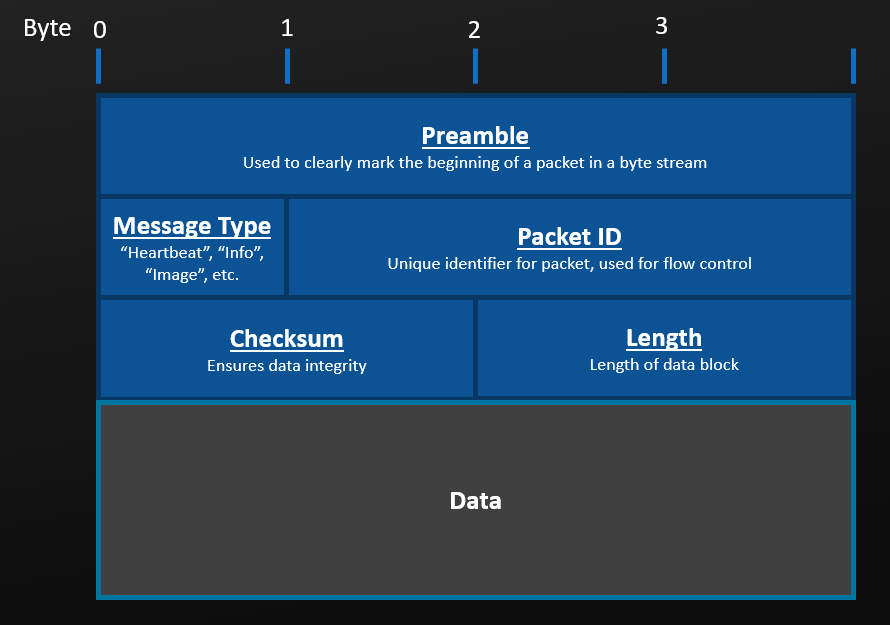 Byte 0 1 2 3
Preamble
Used to clearly mark the beginning of a packet in a byte stream
Message Type
“Heartbeat”, “Info”,
“Image”, etc.
Packet ID
Unique identifier for packet, used for flow control
Checksum
Ensures data integrity
Length
Length of data block
Data